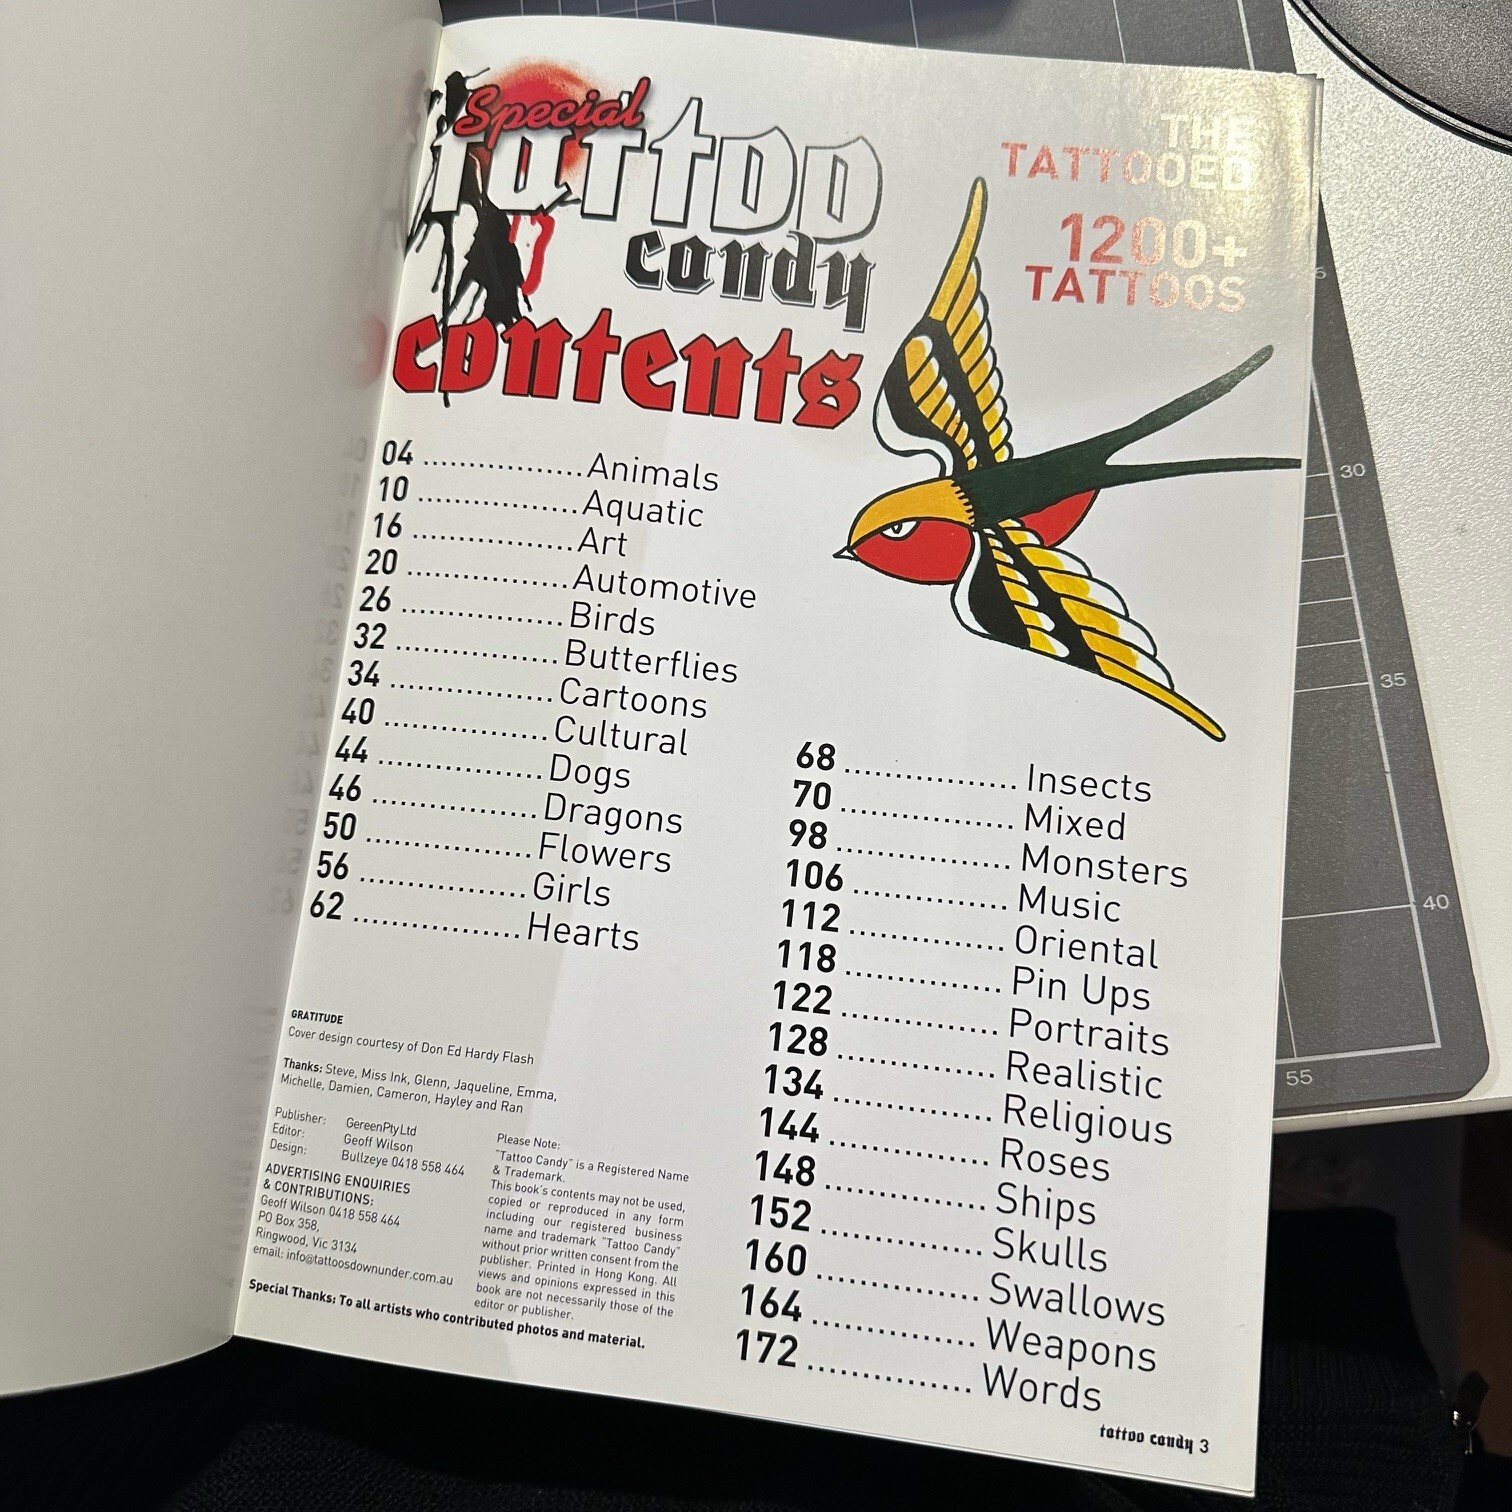 Special
tattoo
candy
contents
THE
TATTOOED
1200+
TATTOOS
04 ................. Animals
10 ................. Aquatic
16 ................. Art
20 ................. Automotive
26 ................. Birds
32 ................. Butterflies
34 ................. Cartoons
40 ................. Cultural
44 ................. Dogs
46 ................. Dragons
50 ................. Flowers
56 ................. Girls
62 ................. Hearts
68 ................. Insects
70 ................. Mixed
98 ................. Monsters
106 ............... Music
112 ............... Oriental
118 ............... Pin Ups
122 ............... Portraits
128 ............... Realistic
134 ............... Religious
144 ............... Roses
148 ............... Ships
152 ............... Skulls
160 ............... Swallows
164 ............... Weapons
172 ............... Words
GRATITUDE
Cover design courtesy of Don Ed Hardy Flash
Thanks: Steve, Miss Ink, Glenn, Jaqueline, Emma,
Michelle, Damien, Cameron, Hayley and Ran
Publisher: GereenPtyLtd
Editor: Geoff Wilson
Design: Bullzeye 0418 558 464
ADVERTISING ENQUIRIES
& CONTRIBUTIONS:
Geoff Wilson 0418 558 464
PO Box 358,
Ringwood, Vic 3134
email: info@tattoosdownunder.com.au
Please Note:
"Tattoo Candy" is a Registered Name
& Trademark.
This book's contents may not be used,
copied or reproduced in any form
including our registered business
name and trademark "Tattoo Candy"
without prior written consent from the
publisher. Printed in Hong Kong. All
views and opinions expressed in this
book are not necessarily those of the
editor or publisher.
Special Thanks: To all artists who contributed photos and material.
tattoo candy 3
30
35
40
55